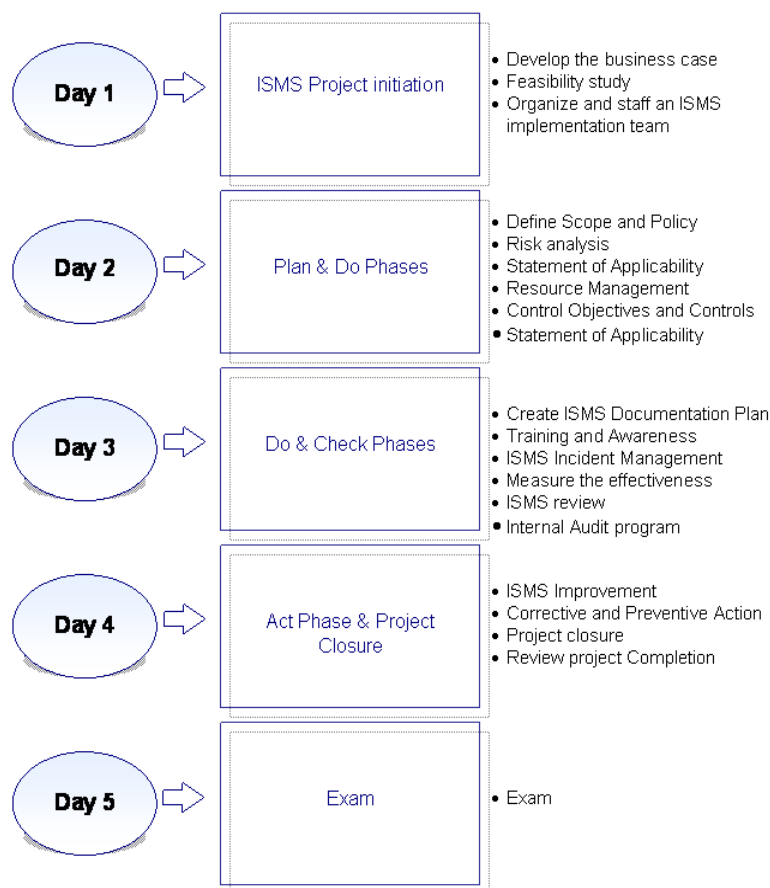 Day 1
ISMS Project initiation
• Develop the business case
• Feasibility study
• Organize and staff an ISMS
implementation team
Day 2
Plan & Do Phases
• Define Scope and Policy
• Risk analysis
• Statement of Applicability
• Resource Management
• Control Objectives and Controls
• Statement of Applicability
Day 3
Do & Check Phases
• Create ISMS Documentation Plan
• Training and Awareness
• ISMS Incident Management
• Measure the effectiveness
• ISMS review
• Internal Audit program
Day 4
Act Phase & Project
Closure
• ISMS Improvement
• Corrective and Preventive Action
• Project closure
• Review project Completion
Day 5
Exam
• Exam